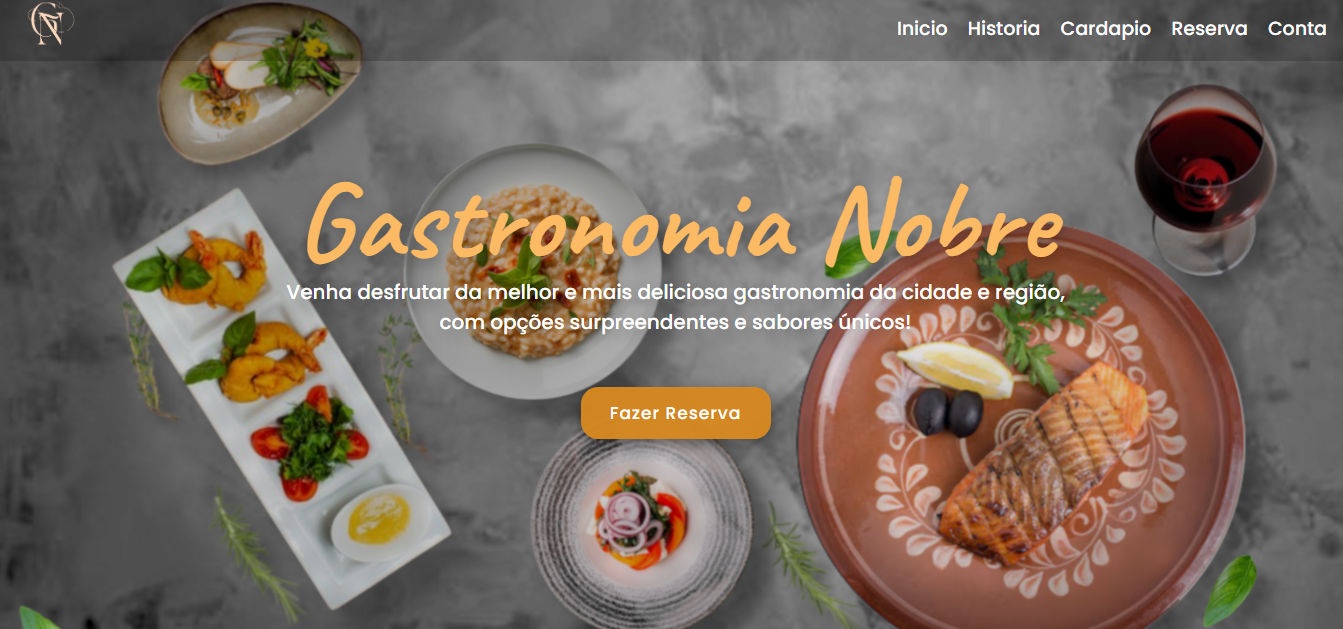 GN
Inicio Historia Cardapio Reserva Conta
Gastronomia Nobre
Venha desfrutar da melhor e mais deliciosa gastronomia da cidade e região,
com opções surpreendentes e sabores únicos!
Fazer Reserva